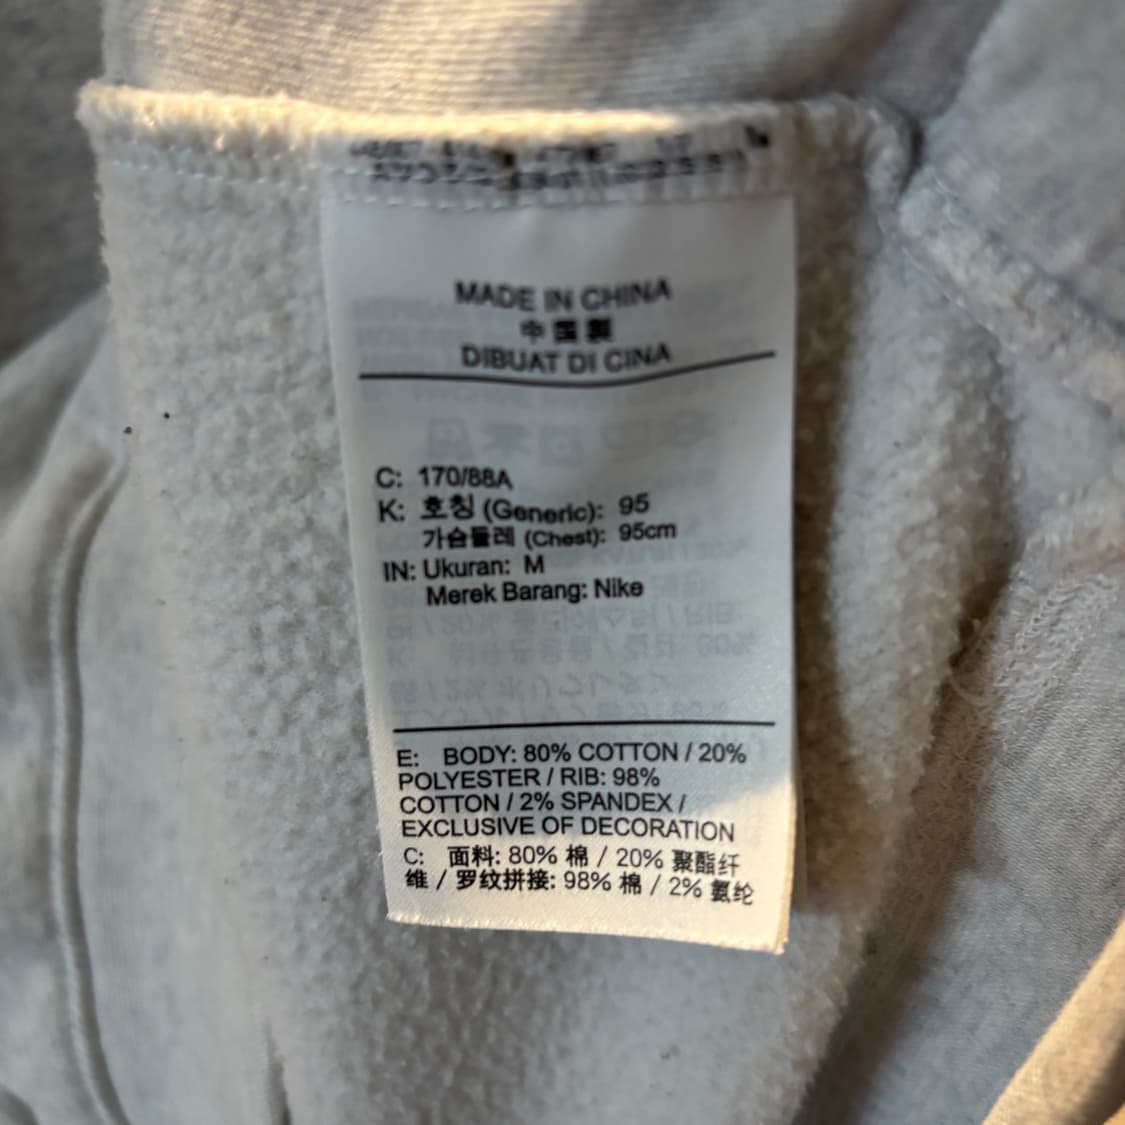 MADE IN CHINA
中国製
DIBUAT DI CINA
C: 170/88A
K: 호칭 (Generic): 95
가슴둘레 (Chest): 95cm
IN: Ukuran: M
Merek Barang: Nike
E: BODY: 80% COTTON / 20%
POLYESTER / RIB: 98%
COTTON / 2% SPANDEX /
EXCLUSIVE OF DECORATION
C: 面料: 80% 棉 / 20% 聚酯纤
维 / 罗纹拼接: 98% 棉 / 2% 氨纶